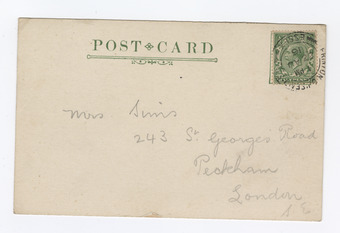 POST CARD
Mrs Sims
243 St Georges Road
Peckham
London
S E